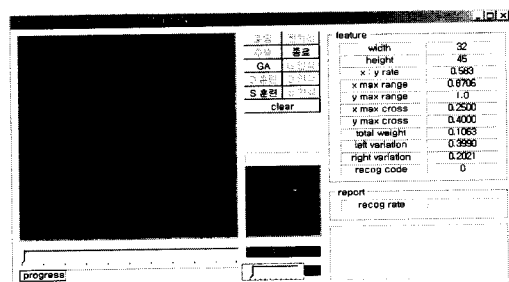 종료
GA
S 훈련
clear
progress
feature
width 32
height 45
x : y rate 0.583
x max range 0.8706
y max range 1.0
x max cross 0.2500
y max cross 0.4000
total weight 0.1063
left variation 0.3990
right variation 0.2021
recog code 0
report
recog rate